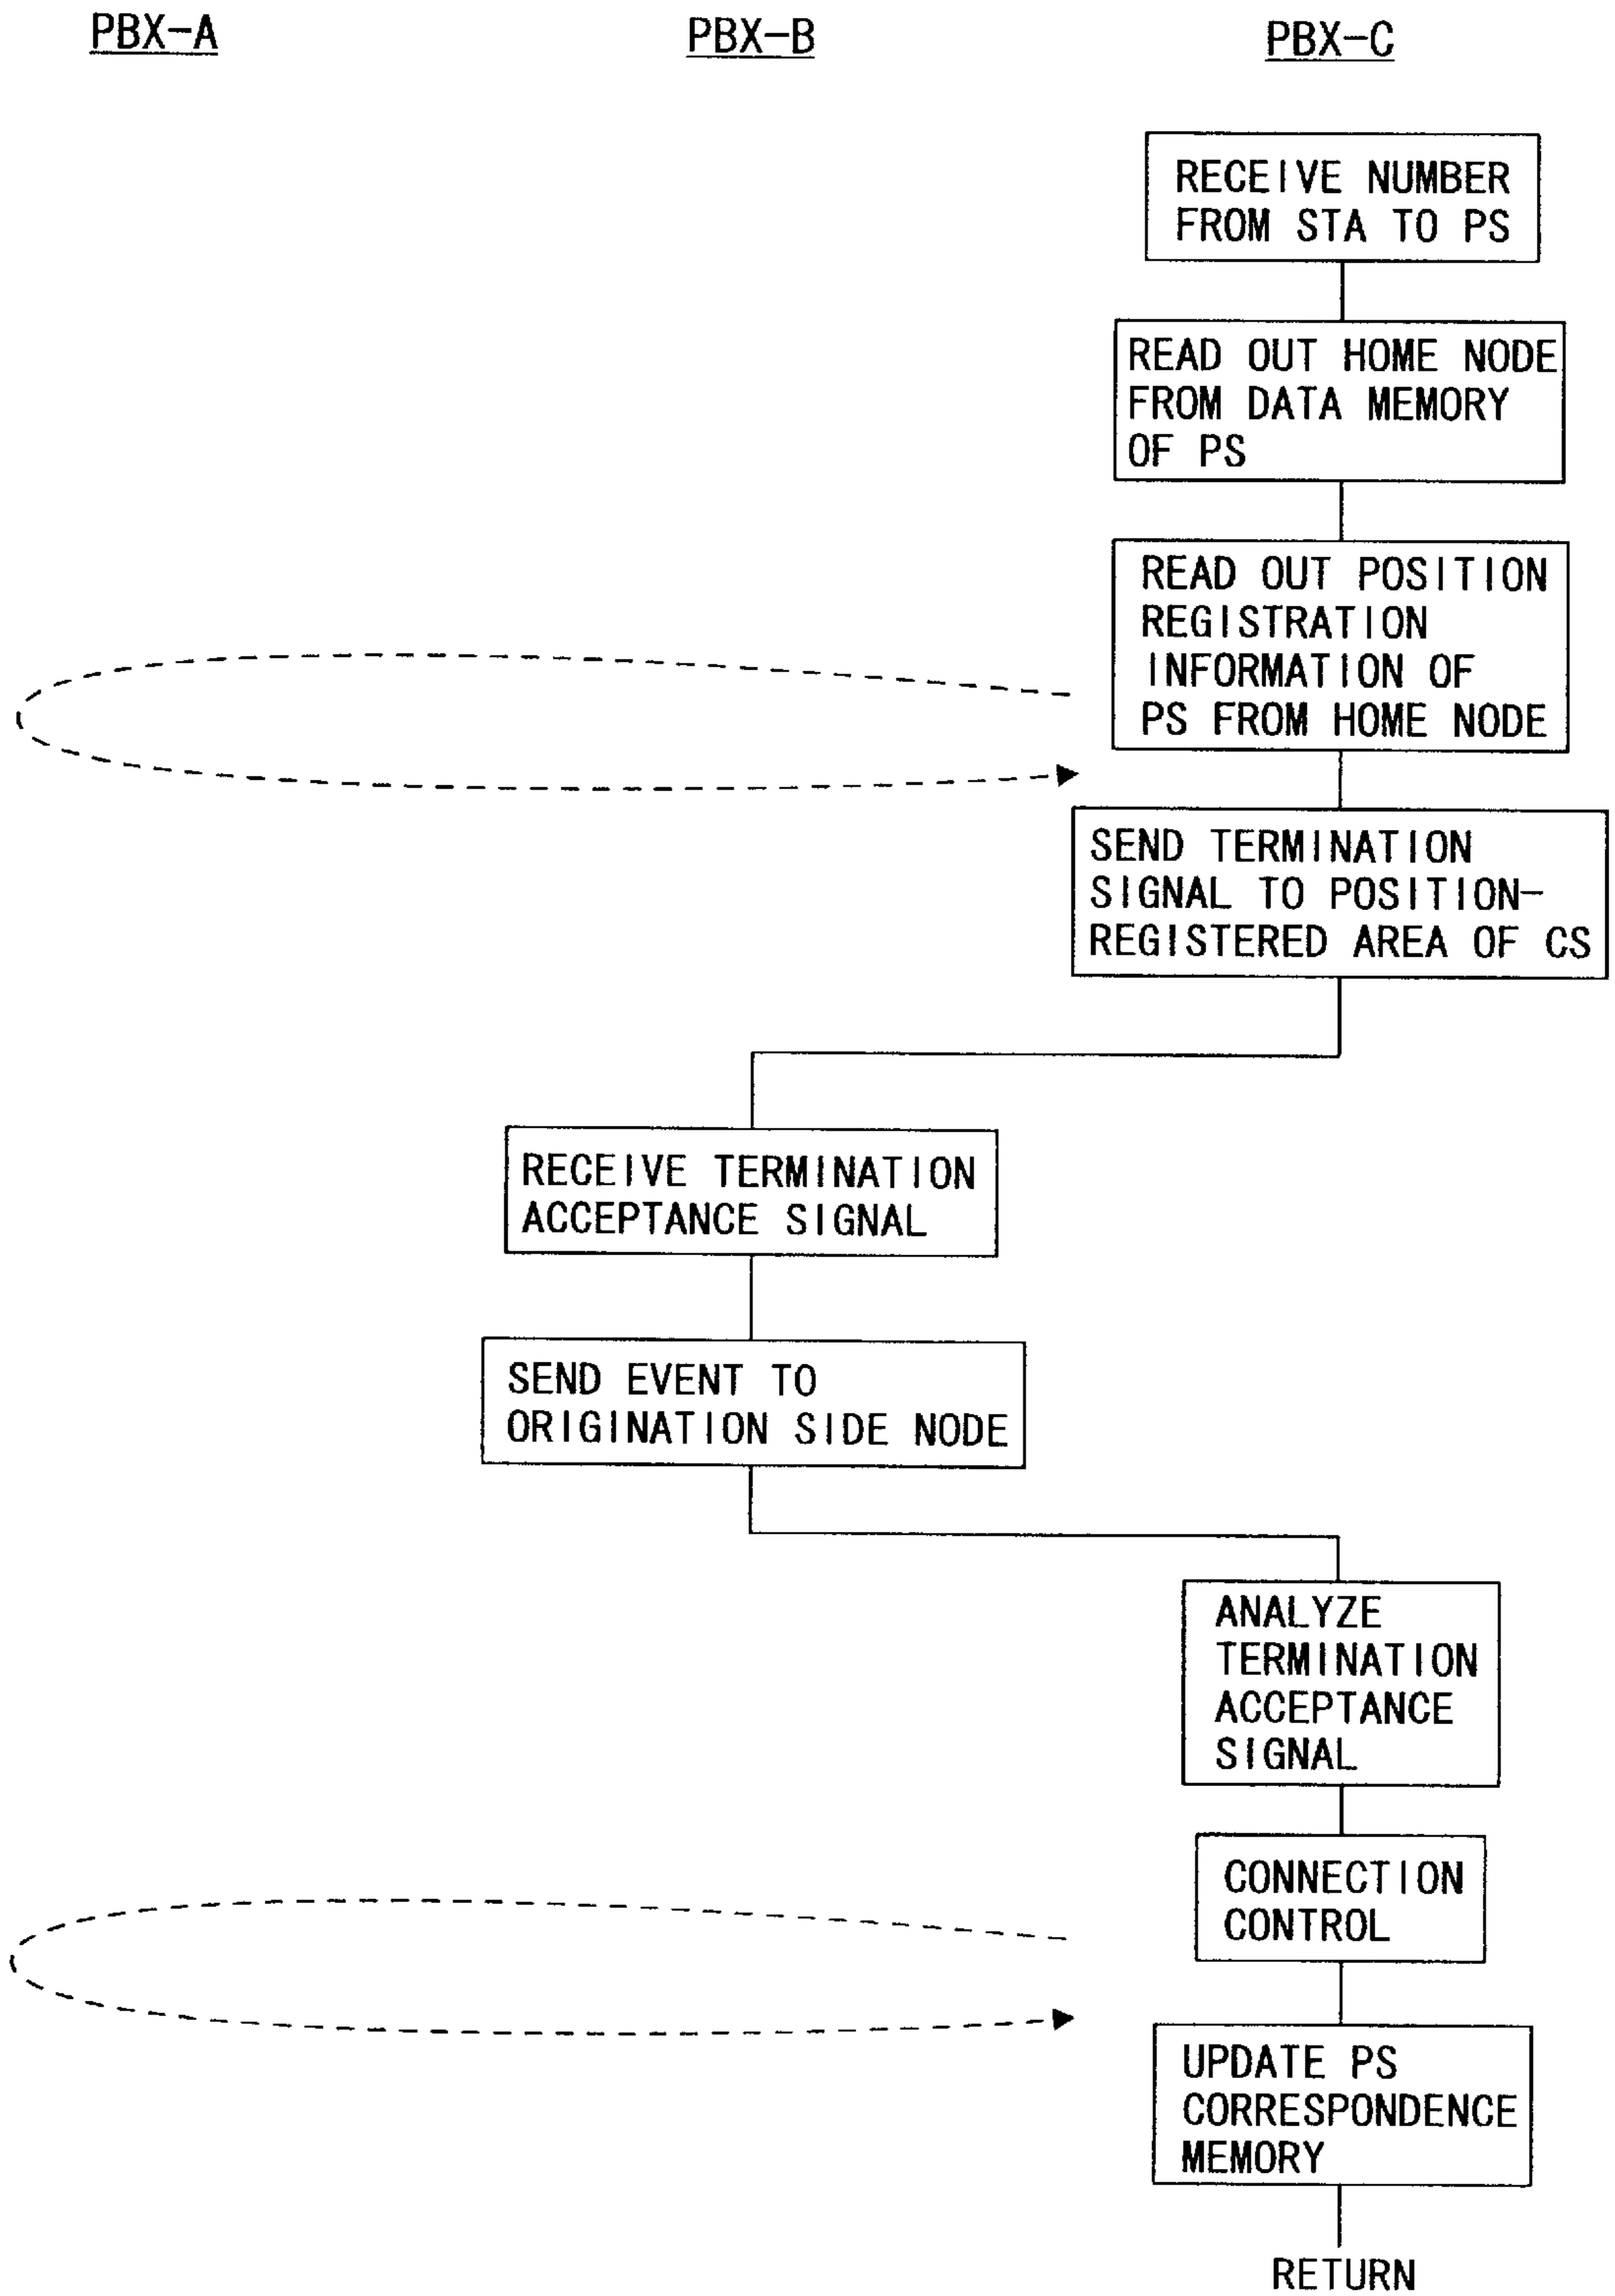 PBX-A
PBX-B
PBX-C
RECEIVE NUMBER
FROM STA TO PS
READ OUT HOME NODE
FROM DATA MEMORY
OF PS
READ OUT POSITION
REGISTRATION
INFORMATION OF
PS FROM HOME NODE
SEND TERMINATION
SIGNAL TO POSITION-
REGISTERED AREA OF CS
RECEIVE TERMINATION
ACCEPTANCE SIGNAL
SEND EVENT TO
ORIGINATION SIDE NODE
ANALYZE
TERMINATION
ACCEPTANCE
SIGNAL
CONNECTION
CONTROL
UPDATE PS
CORRESPONDENCE
MEMORY
RETURN